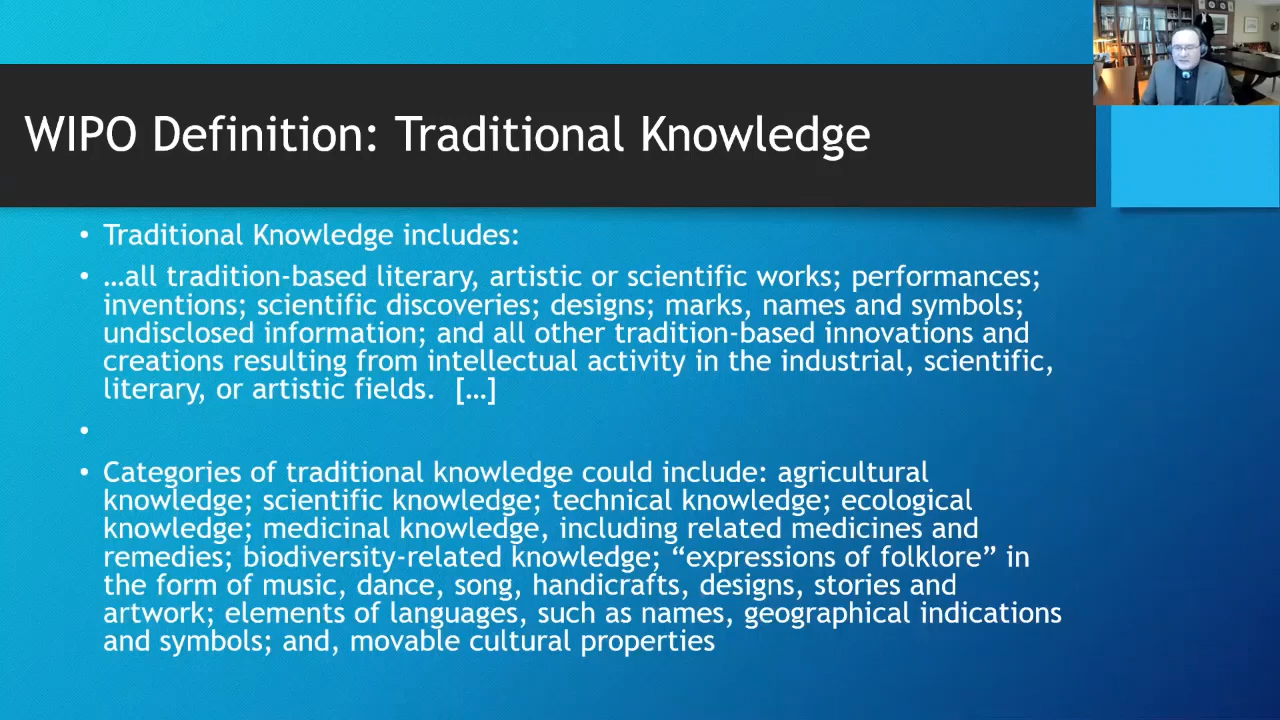 WIPO Definition: Traditional Knowledge
• Traditional Knowledge includes:
• …all tradition-based literary, artistic or scientific works; performances;
inventions; scientific discoveries; designs; marks, names and symbols;
undisclosed information; and all other tradition-based innovations and
creations resulting from intellectual activity in the industrial, scientific,
literary, or artistic fields.  […]
•
• Categories of traditional knowledge could include: agricultural
knowledge; scientific knowledge; technical knowledge; ecological
knowledge; medicinal knowledge, including related medicines and
remedies; biodiversity-related knowledge; “expressions of folklore” in
the form of music, dance, song, handicrafts, designs, stories and
artwork; elements of languages, such as names, geographical indications
and symbols; and, movable cultural properties